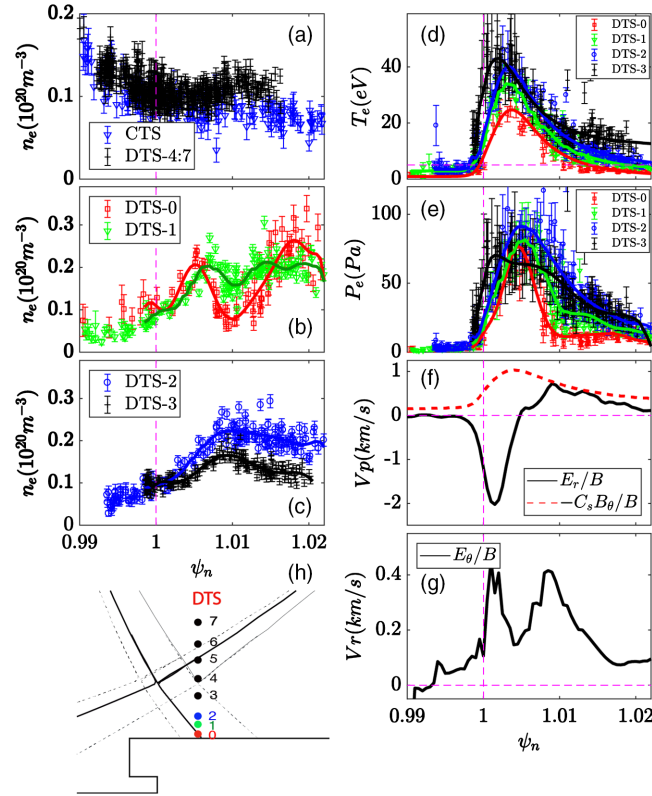 (a)
n_e(10^20 m^−3)
0.2
0.1
0
CTS
DTS-4:7
(b)
n_e(10^20 m^−3)
0.3
0.2
0.1
0
DTS-0
DTS-1
(c)
n_e(10^20 m^−3)
0.3
0.2
0.1
0
DTS-2
DTS-3
0.99
1
1.01
1.02
ψ_n
(h)
DTS
7
6
5
4
3
2
1
0
(d)
T_e(eV)
40
20
0
DTS-0
DTS-1
DTS-2
DTS-3
(e)
P_e(Pa)
100
50
0
DTS-0
DTS-1
DTS-2
DTS-3
(f)
Vp(km/s)
1
0
-1
-2
E_r/B
−C_sB_θ/B
(g)
Vr(km/s)
0.4
0.2
0
E_θ/B
0.99
1
1.01
1.02
ψ_n